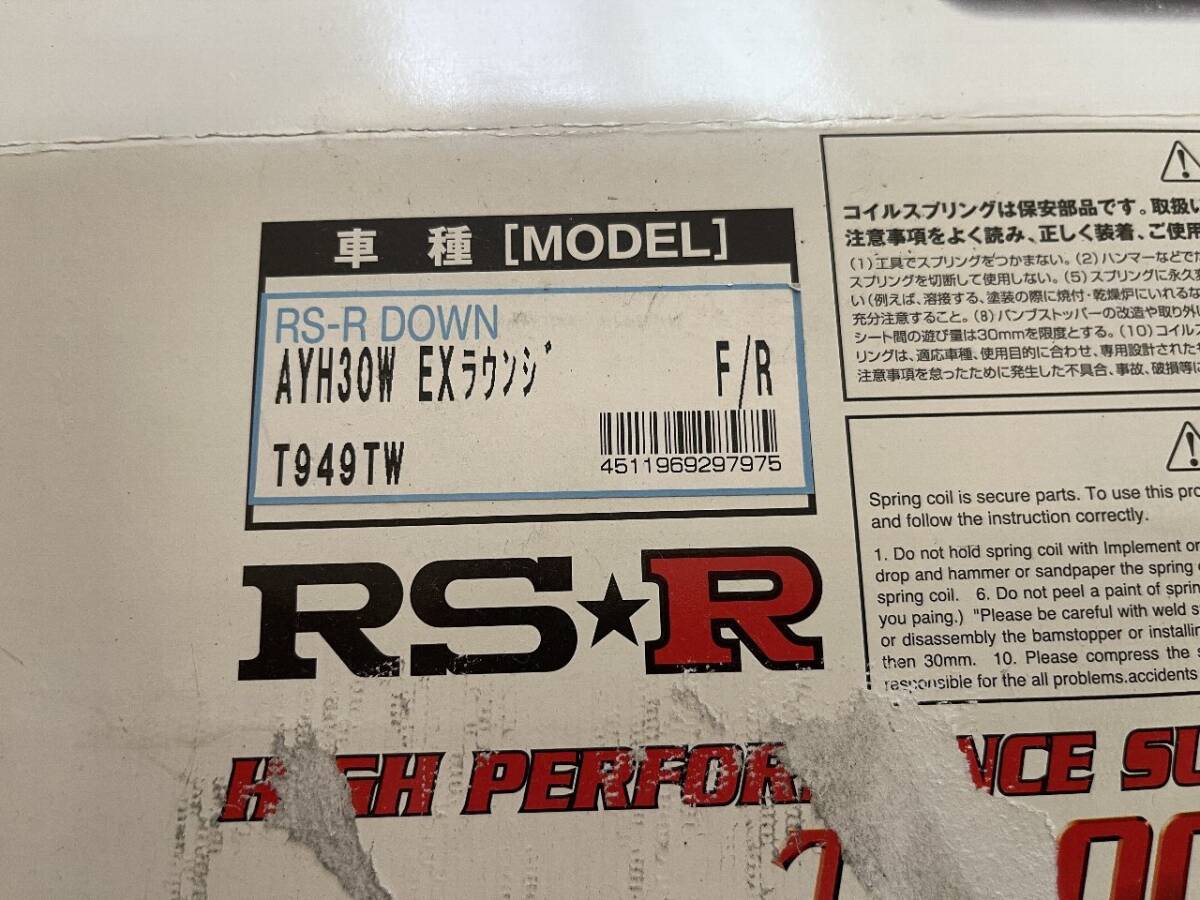 車 種 [MODEL]
RS-R DOWN
AYH30W EXﾗｳﾝｼﾞ F/R
T949TW
4511969297975
RS★R
HIGH PERFORMANCE SU
コイルスプリングは保安部品です。取扱い
注意事項をよく読み、正しく装着、ご使用
(1)工具でスプリングをつかまない。(2)ハンマーなどでた
スプリングを切断して使用しない。(5)スプリングに永久
い(例えば、溶接する、塗装の際に焼付・乾燥炉にいれるな
充分注意すること。(8)バンプストッパーの改造や取り外し
シート間の遊び量は30mmを限度とする。(10)コイルス
リングは、適応車種、使用目的に合わせ、専用設計された
注意事項を怠ったために発生した不具合、事故、破損等に
Spring coil is secure parts. To use this pro
and follow the instruction correctly.
1. Do not hold spring coil with Implement or
drop and hammer or sandpaper the spring
spring coil. 6. Do not peel a paint of sprin
you paing.) "Please be careful with weld s
or disassembly the bamstopper or installin
then 30mm. 10. Please compress the s
responsible for the all problems.accidents